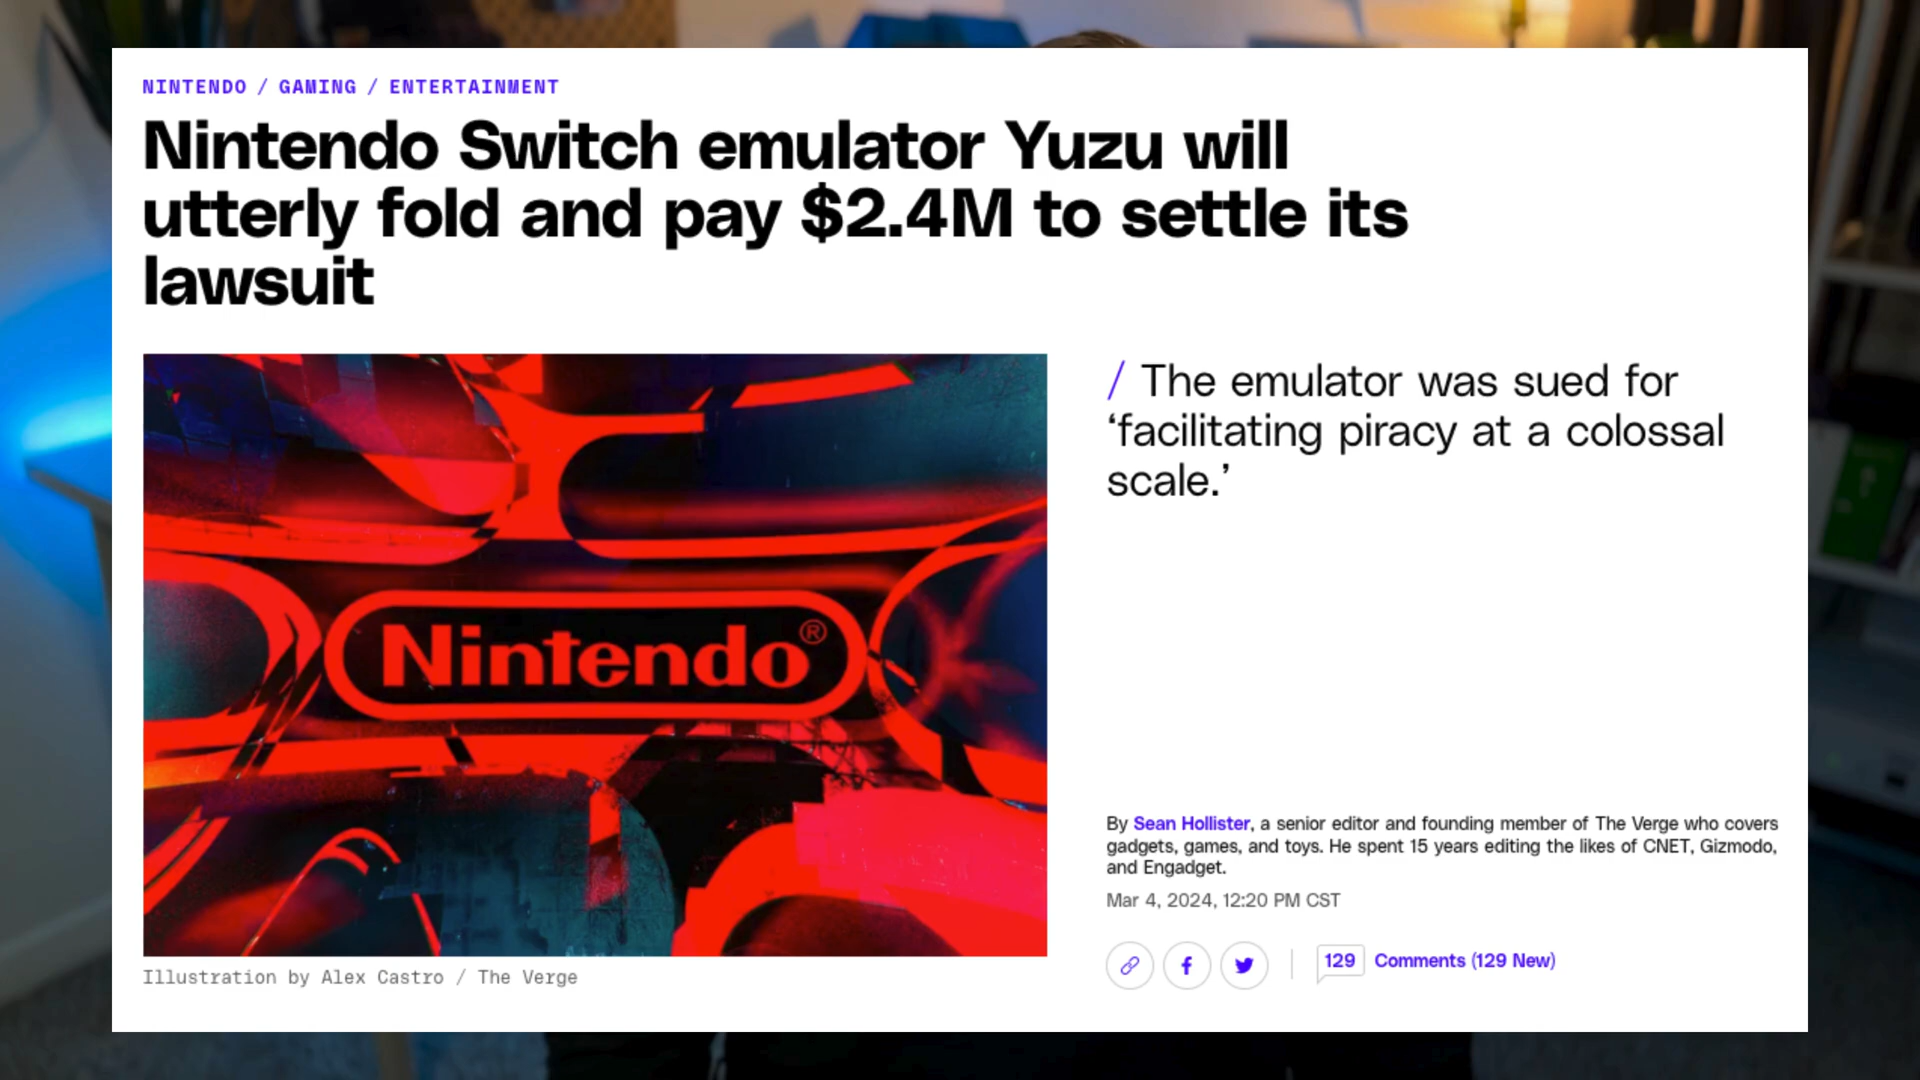 NINTENDO / GAMING / ENTERTAINMENT
Nintendo Switch emulator Yuzu will
utterly fold and pay $2.4M to settle its
lawsuit
/ The emulator was sued for
‘facilitating piracy at a colossal
scale.’
Nintendo®
By Sean Hollister, a senior editor and founding member of The Verge who covers
gadgets, games, and toys. He spent 15 years editing the likes of CNET, Gizmodo,
and Engadget.
Mar 4, 2024, 12:20 PM CST
129 Comments (129 New)
Illustration by Alex Castro / The Verge